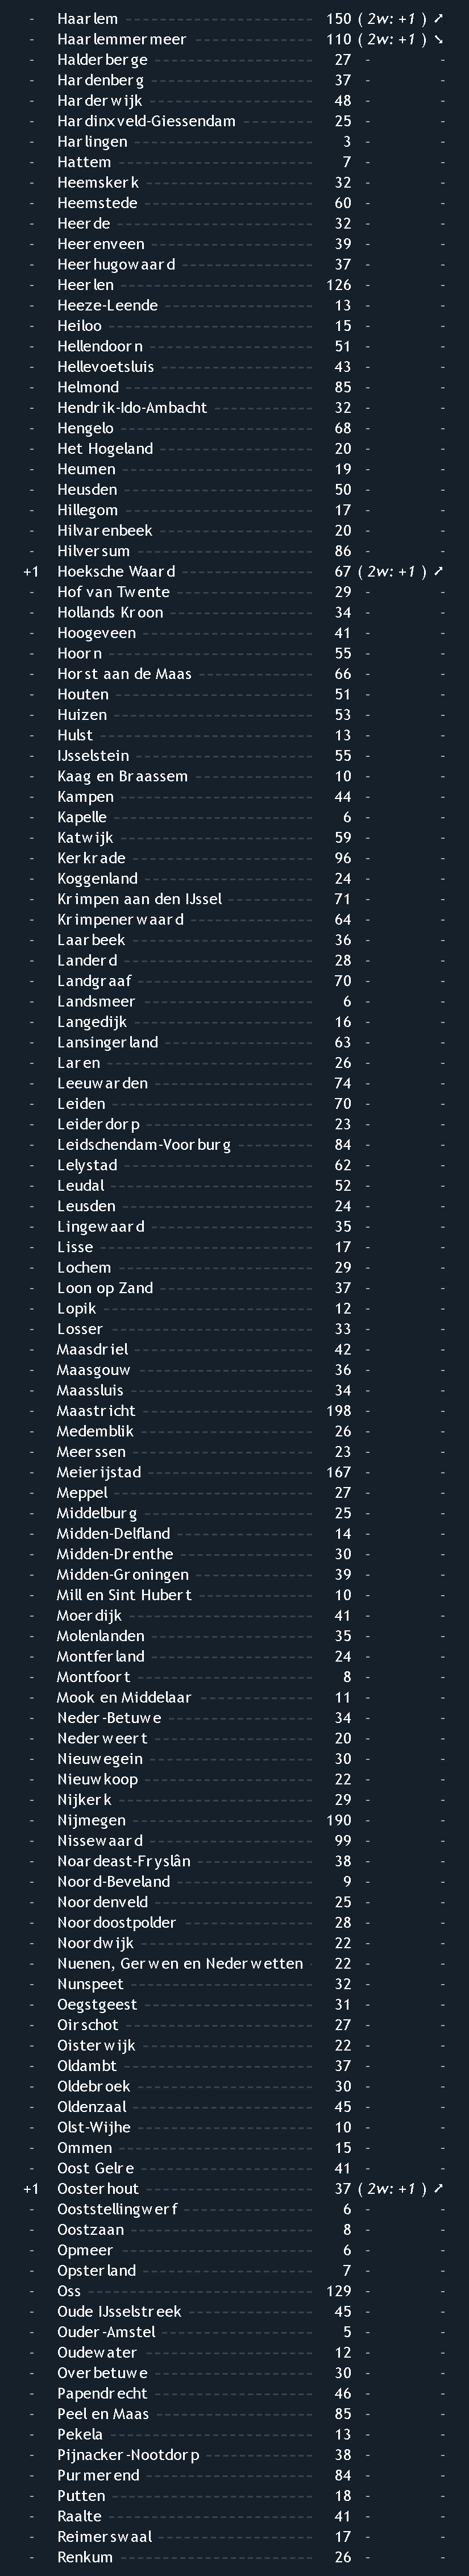 - Haarlem 150 ( 2w: +1 ) ➚
- Haarlemmermeer 110 ( 2w: +1 ) ➘
- Halderberge 27 - -
- Hardenberg 37 - -
- Harderwijk 48 - -
- Hardinxveld-Giessendam 25 - -
- Harlingen 3 - -
- Hattem 7 - -
- Heemskerk 32 - -
- Heemstede 60 - -
- Heerde 32 - -
- Heerenveen 39 - -
- Heerhugowaard 37 - -
- Heerlen 126 - -
- Heeze-Leende 13 - -
- Heiloo 15 - -
- Hellendoorn 51 - -
- Hellevoetsluis 43 - -
- Helmond 85 - -
- Hendrik-Ido-Ambacht 32 - -
- Hengelo 68 - -
- Het Hogeland 20 - -
- Heumen 19 - -
- Heusden 50 - -
- Hillegom 17 - -
- Hilvarenbeek 20 - -
- Hilversum 86 - -
+1 Hoeksche Waard 67 ( 2w: +1 ) ➚
- Hof van Twente 29 - -
- Hollands Kroon 34 - -
- Hoogeveen 41 - -
- Hoorn 55 - -
- Horst aan de Maas 66 - -
- Houten 51 - -
- Huizen 53 - -
- Hulst 13 - -
- IJsselstein 55 - -
- Kaag en Braassem 10 - -
- Kampen 44 - -
- Kapelle 6 - -
- Katwijk 59 - -
- Kerkrade 96 - -
- Koggenland 24 - -
- Krimpen aan den IJssel 71 - -
- Krimpenerwaard 64 - -
- Laarbeek 36 - -
- Landerd 28 - -
- Landgraaf 70 - -
- Landsmeer 6 - -
- Langedijk 16 - -
- Lansingerland 63 - -
- Laren 26 - -
- Leeuwarden 74 - -
- Leiden 70 - -
- Leiderdorp 23 - -
- Leidschendam-Voorburg 84 - -
- Lelystad 62 - -
- Leudal 52 - -
- Leusden 24 - -
- Lingewaard 35 - -
- Lisse 17 - -
- Lochem 29 - -
- Loon op Zand 37 - -
- Lopik 12 - -
- Losser 33 - -
- Maasdriel 42 - -
- Maasgouw 36 - -
- Maassluis 34 - -
- Maastricht 198 - -
- Medemblik 26 - -
- Meerssen 23 - -
- Meierijstad 167 - -
- Meppel 27 - -
- Middelburg 25 - -
- Midden-Delfland 14 - -
- Midden-Drenthe 30 - -
- Midden-Groningen 39 - -
- Mill en Sint Hubert 10 - -
- Moerdijk 41 - -
- Molenlanden 35 - -
- Montferland 24 - -
- Montfoort 8 - -
- Mook en Middelaar 11 - -
- Neder-Betuwe 34 - -
- Nederweert 20 - -
- Nieuwegein 30 - -
- Nieuwkoop 22 - -
- Nijkerk 29 - -
- Nijmegen 190 - -
- Nissewaard 99 - -
- Noardeast-Fryslân 38 - -
- Noord-Beveland 9 - -
- Noordenveld 25 - -
- Noordoostpolder 28 - -
- Noordwijk 22 - -
- Nuenen, Gerwen en Nederwetten 22 - -
- Nunspeet 32 - -
- Oegstgeest 31 - -
- Oirschot 27 - -
- Oisterwijk 22 - -
- Oldambt 37 - -
- Oldebroek 30 - -
- Oldenzaal 45 - -
- Olst-Wijhe 10 - -
- Ommen 15 - -
- Oost Gelre 41 - -
+1 Oosterhout 37 ( 2w: +1 ) ➚
- Ooststellingwerf 6 - -
- Oostzaan 8 - -
- Opmeer 6 - -
- Opsterland 7 - -
- Oss 129 - -
- Oude IJsselstreek 45 - -
- Ouder-Amstel 5 - -
- Oudewater 12 - -
- Overbetuwe 30 - -
- Papendrecht 46 - -
- Peel en Maas 85 - -
- Pekela 13 - -
- Pijnacker-Nootdorp 38 - -
- Purmerend 84 - -
- Putten 18 - -
- Raalte 41 - -
- Reimerswaal 17 - -
- Renkum 26 - -